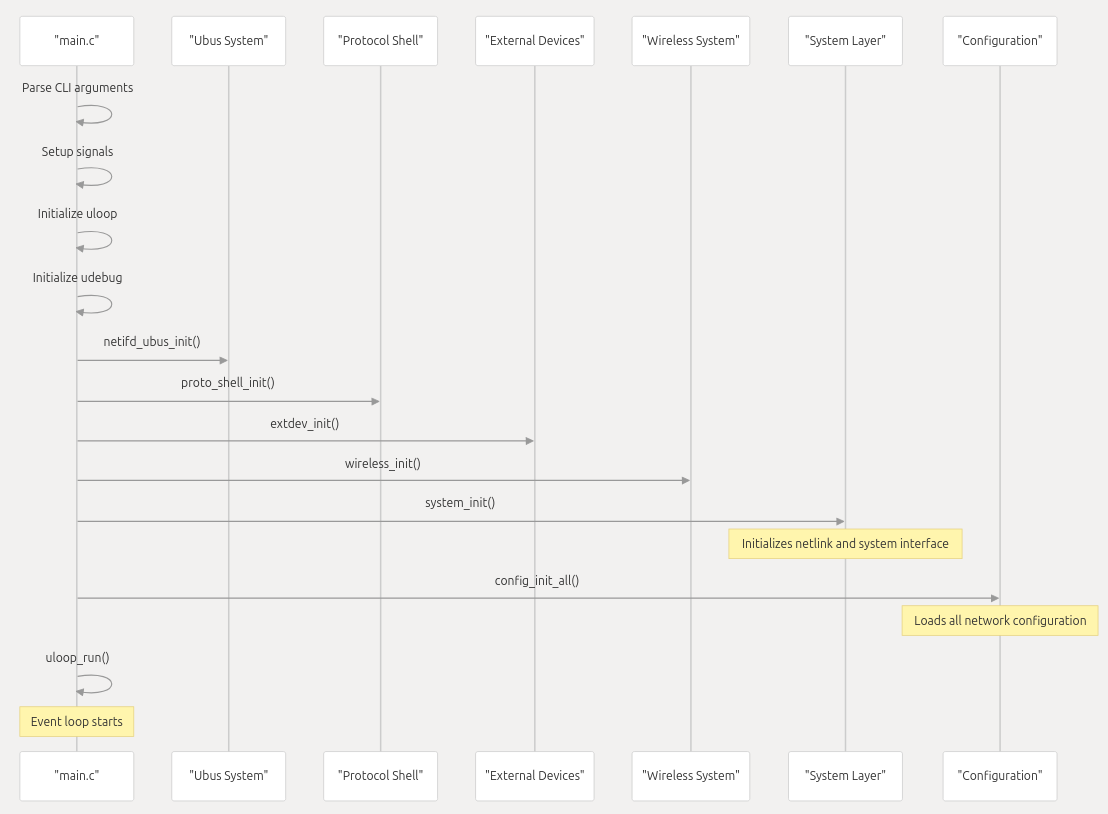 "main.c"
"Ubus System"
"Protocol Shell"
"External Devices"
"Wireless System"
"System Layer"
"Configuration"
Parse CLI arguments
Setup signals
Initialize uloop
Initialize udebug
netifd_ubus_init()
proto_shell_init()
extdev_init()
wireless_init()
system_init()
Initializes netlink and system interface
config_init_all()
Loads all network configuration
uloop_run()
Event loop starts
"main.c"
"Ubus System"
"Protocol Shell"
"External Devices"
"Wireless System"
"System Layer"
"Configuration"